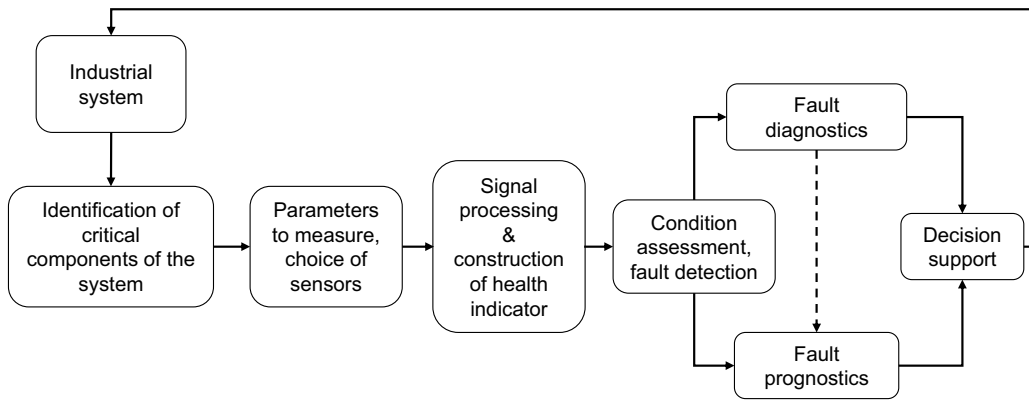 Industrial
system
Identification of
critical
components of the
system
Parameters
to measure,
choice of
sensors
Signal
processing
&
construction
of health
indicator
Condition
assessment,
fault detection
Fault
diagnostics
Fault
prognostics
Decision
support